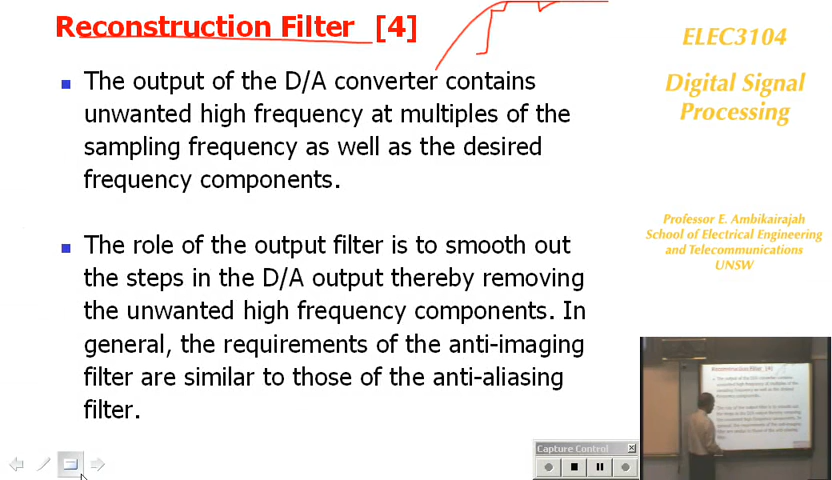 Reconstruction Filter [4]
The output of the D/A converter contains
unwanted high frequency at multiples of the
sampling frequency as well as the desired
frequency components.
The role of the output filter is to smooth out
the steps in the D/A output thereby removing
the unwanted high frequency components. In
general, the requirements of the anti-imaging
filter are similar to those of the anti-aliasing
filter.
ELEC3104
Digital Signal
Processing
Professor E. Ambikairajah
School of Electrical Engineering
and Telecommunications
UNSW
Capture Control
Reconstruction Filter [4]